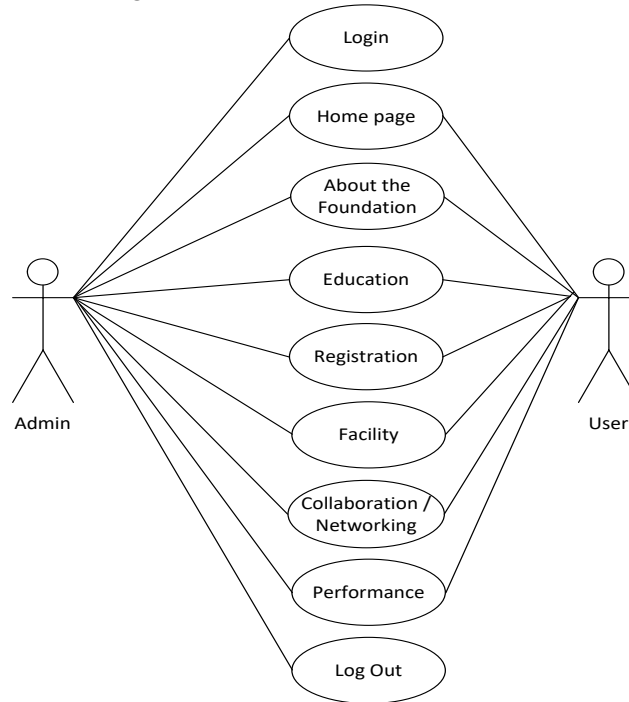 Login
Home page
About the
Foundation
Education
Registration
Admin
User
Facility
Collaboration /
Networking
Performance
Log Out